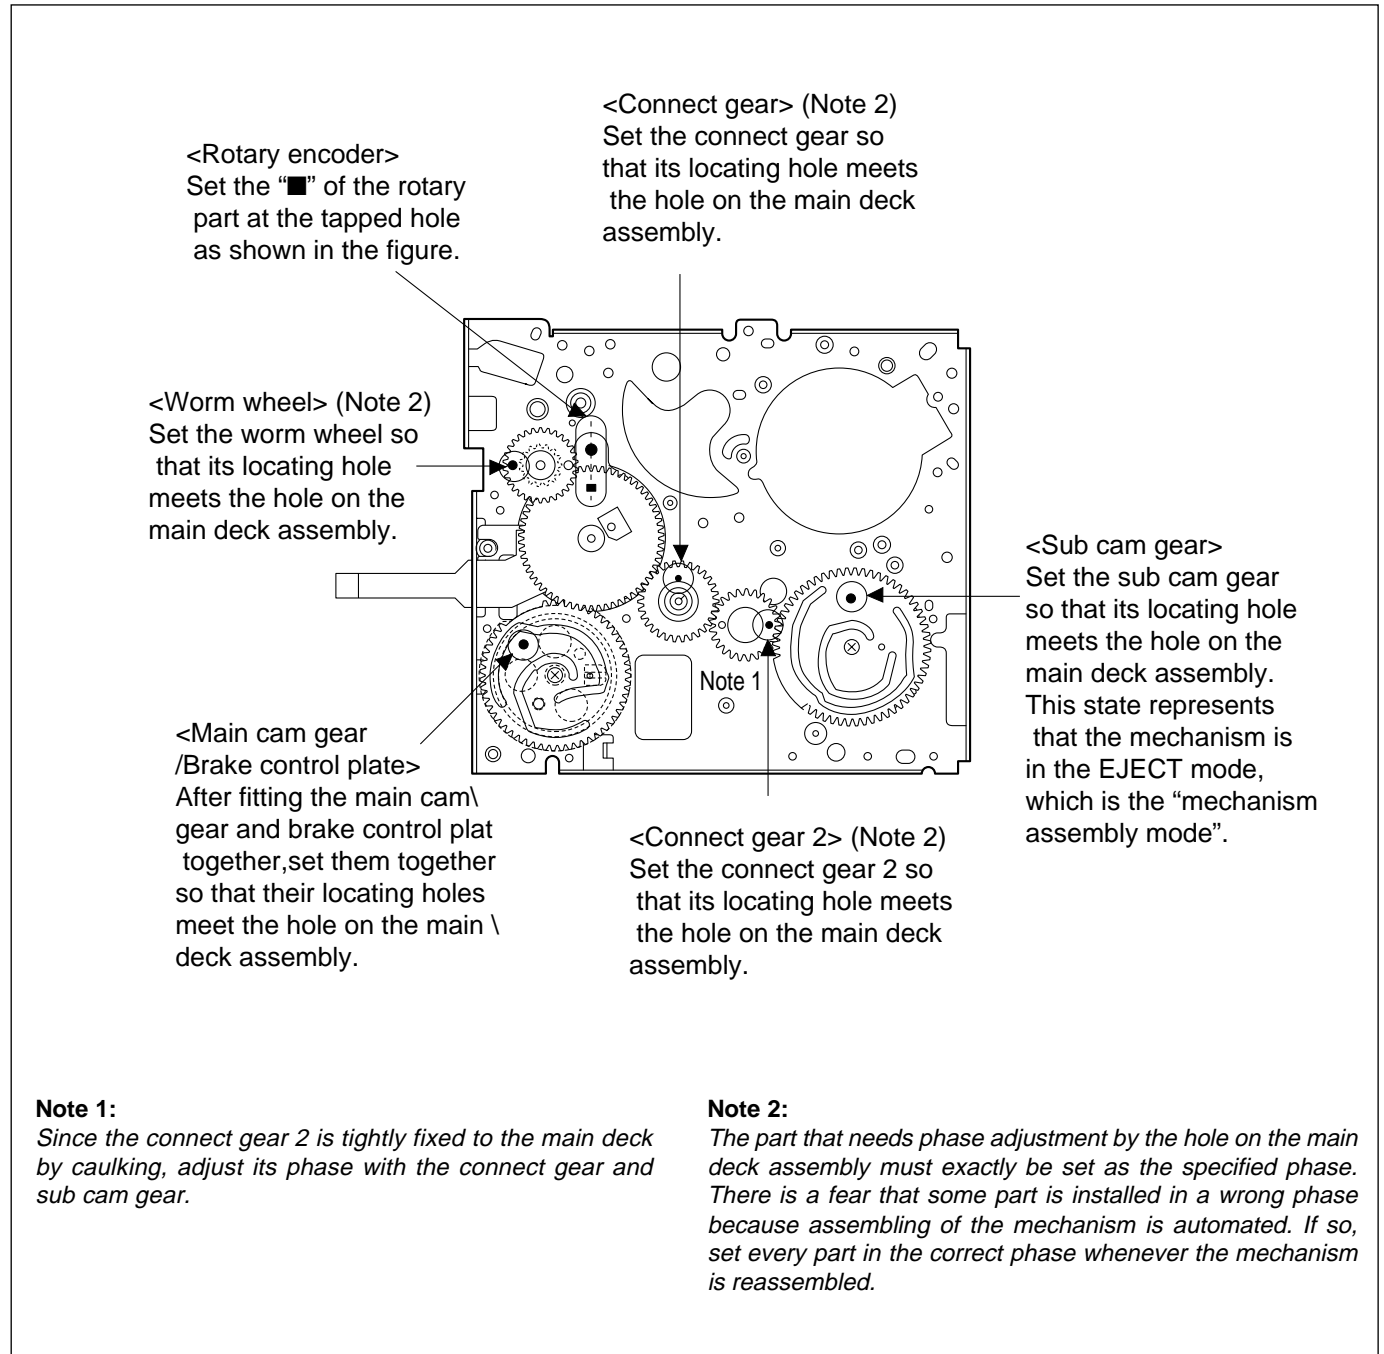 <Connect gear> (Note 2)
Set the connect gear so
that its locating hole meets
the hole on the main deck
assembly.
<Rotary encoder>
Set the “■” of the rotary
part at the tapped hole
as shown in the figure.
<Worm wheel> (Note 2)
Set the worm wheel so
that its locating hole
meets the hole on the
main deck assembly.
<Sub cam gear>
Set the sub cam gear
so that its locating hole
meets the hole on the
main deck assembly.
This state represents
that the mechanism is
in the EJECT mode,
which is the “mechanism
assembly mode”.
Note 1
<Main cam gear
/Brake control plate>
After fitting the main cam\
gear and brake control plat
together,set them together
so that their locating holes
meet the hole on the main \
deck assembly.
<Connect gear 2> (Note 2)
Set the connect gear 2 so
that its locating hole meets
the hole on the main deck
assembly.
Note 1:
Since the connect gear 2 is tightly fixed to the main deck
by caulking, adjust its phase with the connect gear and
sub cam gear.
Note 2:
The part that needs phase adjustment by the hole on the main
deck assembly must exactly be set as the specified phase.
There is a fear that some part is installed in a wrong phase
because assembling of the mechanism is automated. If so,
set every part in the correct phase whenever the mechanism
is reassembled.